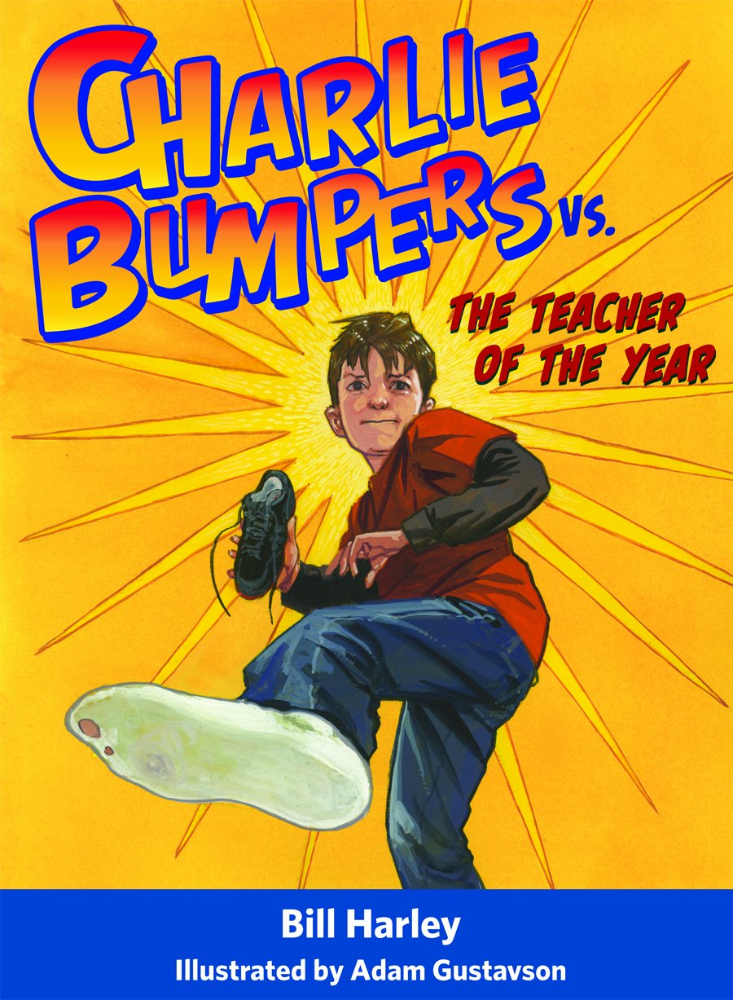 CHARLIE
BUMPERS VS.
THE TEACHER
OF THE YEAR
Bill Harley
Illustrated by Adam Gustavson